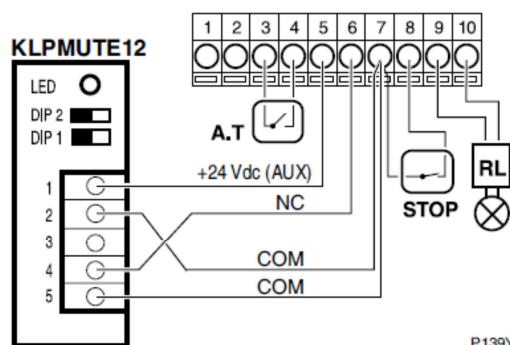 1 2 3 4 5 6 7 8 9 10
KLPMUTE12
LED
DIP 2
DIP 1
A.T
+24 Vdc (AUX)
1
RL
NC
2
STOP
3
COM
4
COM
5
P139Y